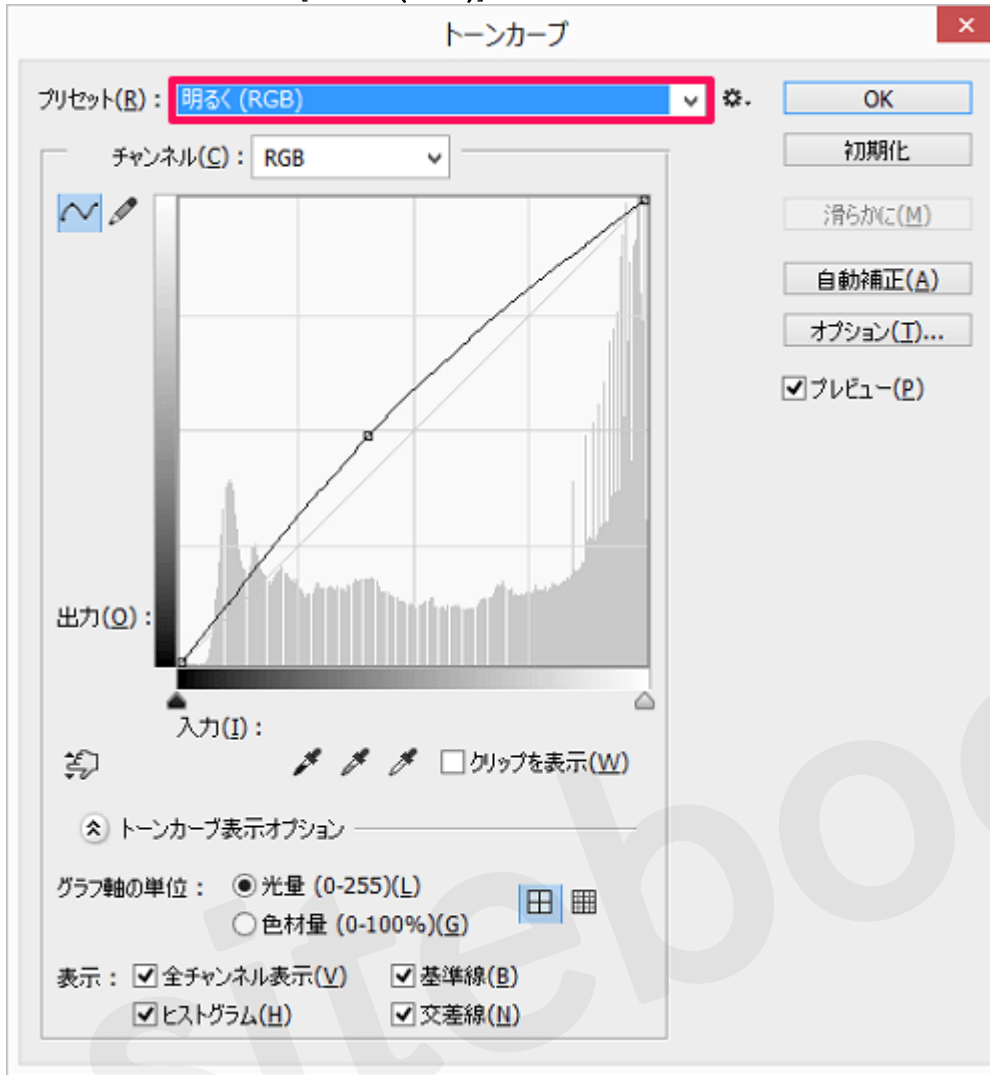 トーンカーブ
プリセット(R)： 明るく (RGB)
OK
チャンネル(C)： RGB
初期化
滑らかに(M)
自動補正(A)
オプション(T)...
プレビュー(P)
出力(O)：
入力(I)：
クリップを表示(W)
トーンカーブ表示オプション
グラフ軸の単位： 光量 (0-255)(L)
色材量 (0-100%)(G)
表示： 全チャンネル表示(V) 基準線(B)
ヒストグラム(H) 交差線(N)